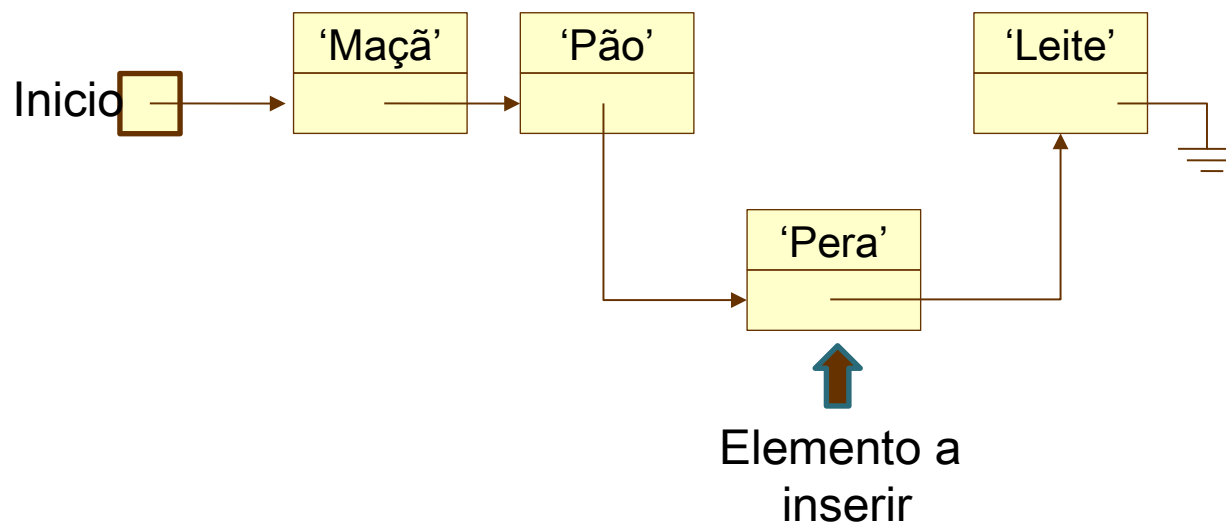 ‘Maçã’
‘Pão’
‘Leite’
Inicio
‘Pera’
Elemento a
inserir